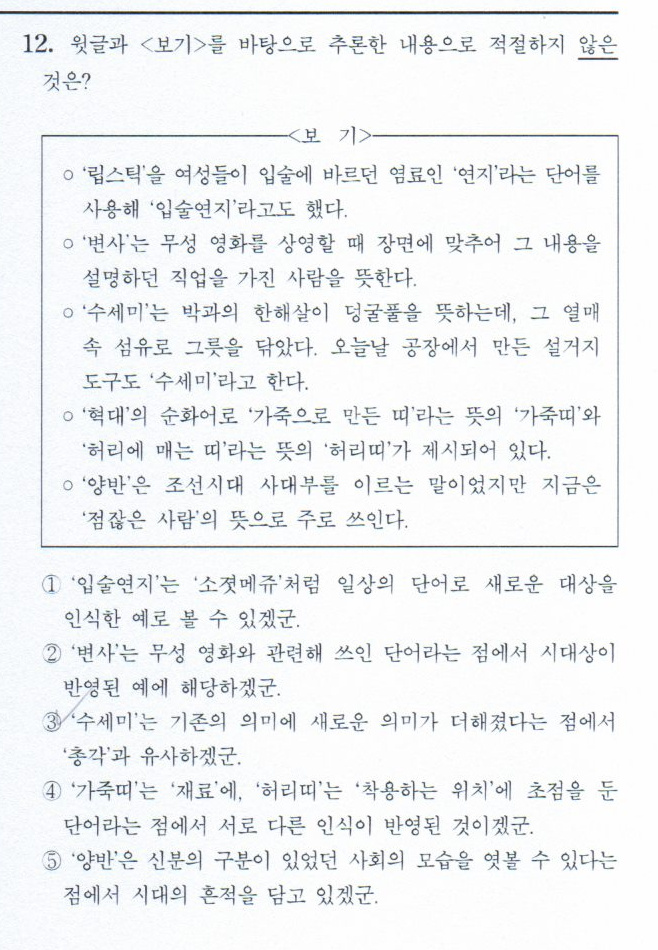 12. 윗글과 <보기>를 바탕으로 추론한 내용으로 적절하지 않은
것은?
<보 기>
○ ‘립스틱’을 여성들이 입술에 바르던 염료인 ‘연지’라는 단어를
사용해 ‘입술연지’라고도 했다.
○ ‘변사’는 무성 영화를 상영할 때 장면에 맞추어 그 내용을
설명하던 직업을 가진 사람을 뜻한다.
○ ‘수세미’는 박과의 한해살이 덩굴풀을 뜻하는데, 그 열매
속 섬유로 그릇을 닦았다. 오늘날 공장에서 만든 설거지
도구도 ‘수세미’라고 한다.
○ ‘혁대’의 순화어로 ‘가죽으로 만든 띠’라는 뜻의 ‘가죽띠’와
‘허리에 매는 띠’라는 뜻의 ‘허리띠’가 제시되어 있다.
○ ‘양반’은 조선시대 사대부를 이르는 말이었지만 지금은
‘점잖은 사람’의 뜻으로 주로 쓰인다.
① ‘입술연지’는 ‘소졋메쥬’처럼 일상의 단어로 새로운 대상을
인식한 예로 볼 수 있겠군.
② ‘변사’는 무성 영화와 관련해 쓰인 단어라는 점에서 시대상이
반영된 예에 해당하겠군.
③ ‘수세미’는 기존의 의미에 새로운 의미가 더해졌다는 점에서
‘총각’과 유사하겠군.
④ ‘가죽띠’는 ‘재료’에, ‘허리띠’는 ‘착용하는 위치’에 초점을 둔
단어라는 점에서 서로 다른 인식이 반영된 것이겠군.
⑤ ‘양반’은 신분의 구분이 있었던 사회의 모습을 엿볼 수 있다는
점에서 시대의 흔적을 담고 있겠군.